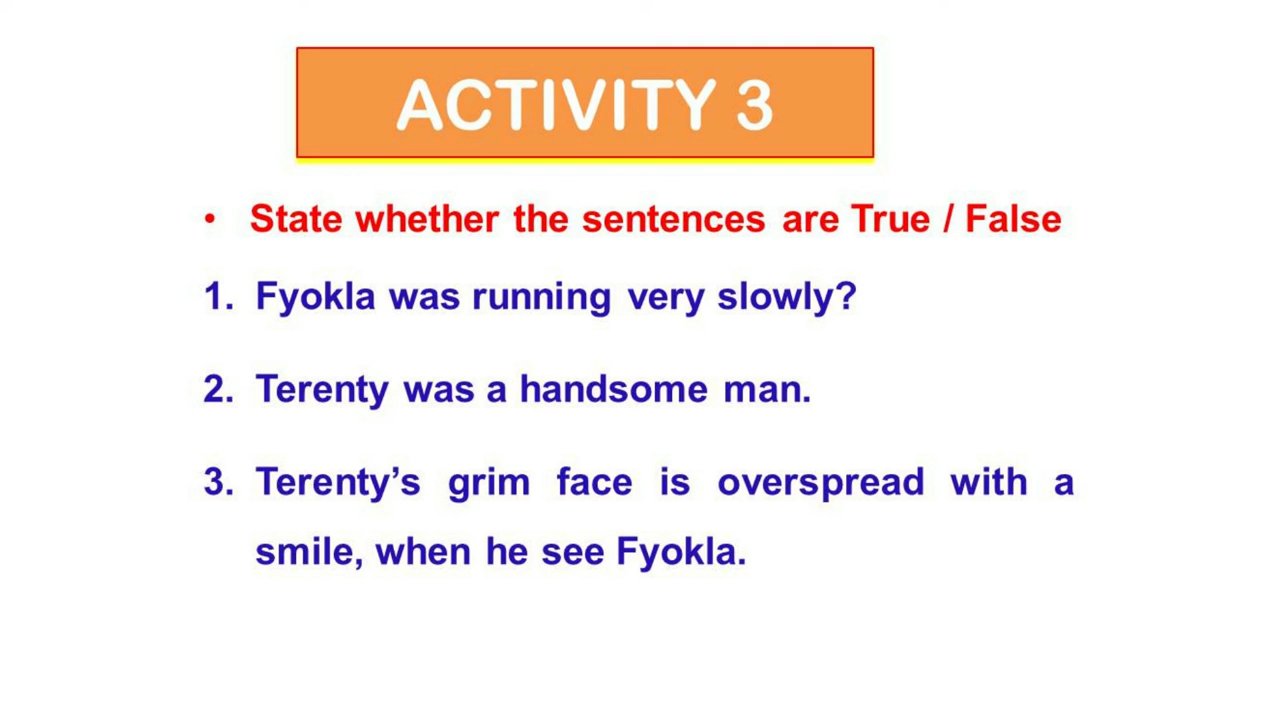 ACTIVITY 3
• State whether the sentences are True / False
1. Fyokla was running very slowly?
2. Terenty was a handsome man.
3. Terenty’s grim face is overspread with a
smile, when he see Fyokla.